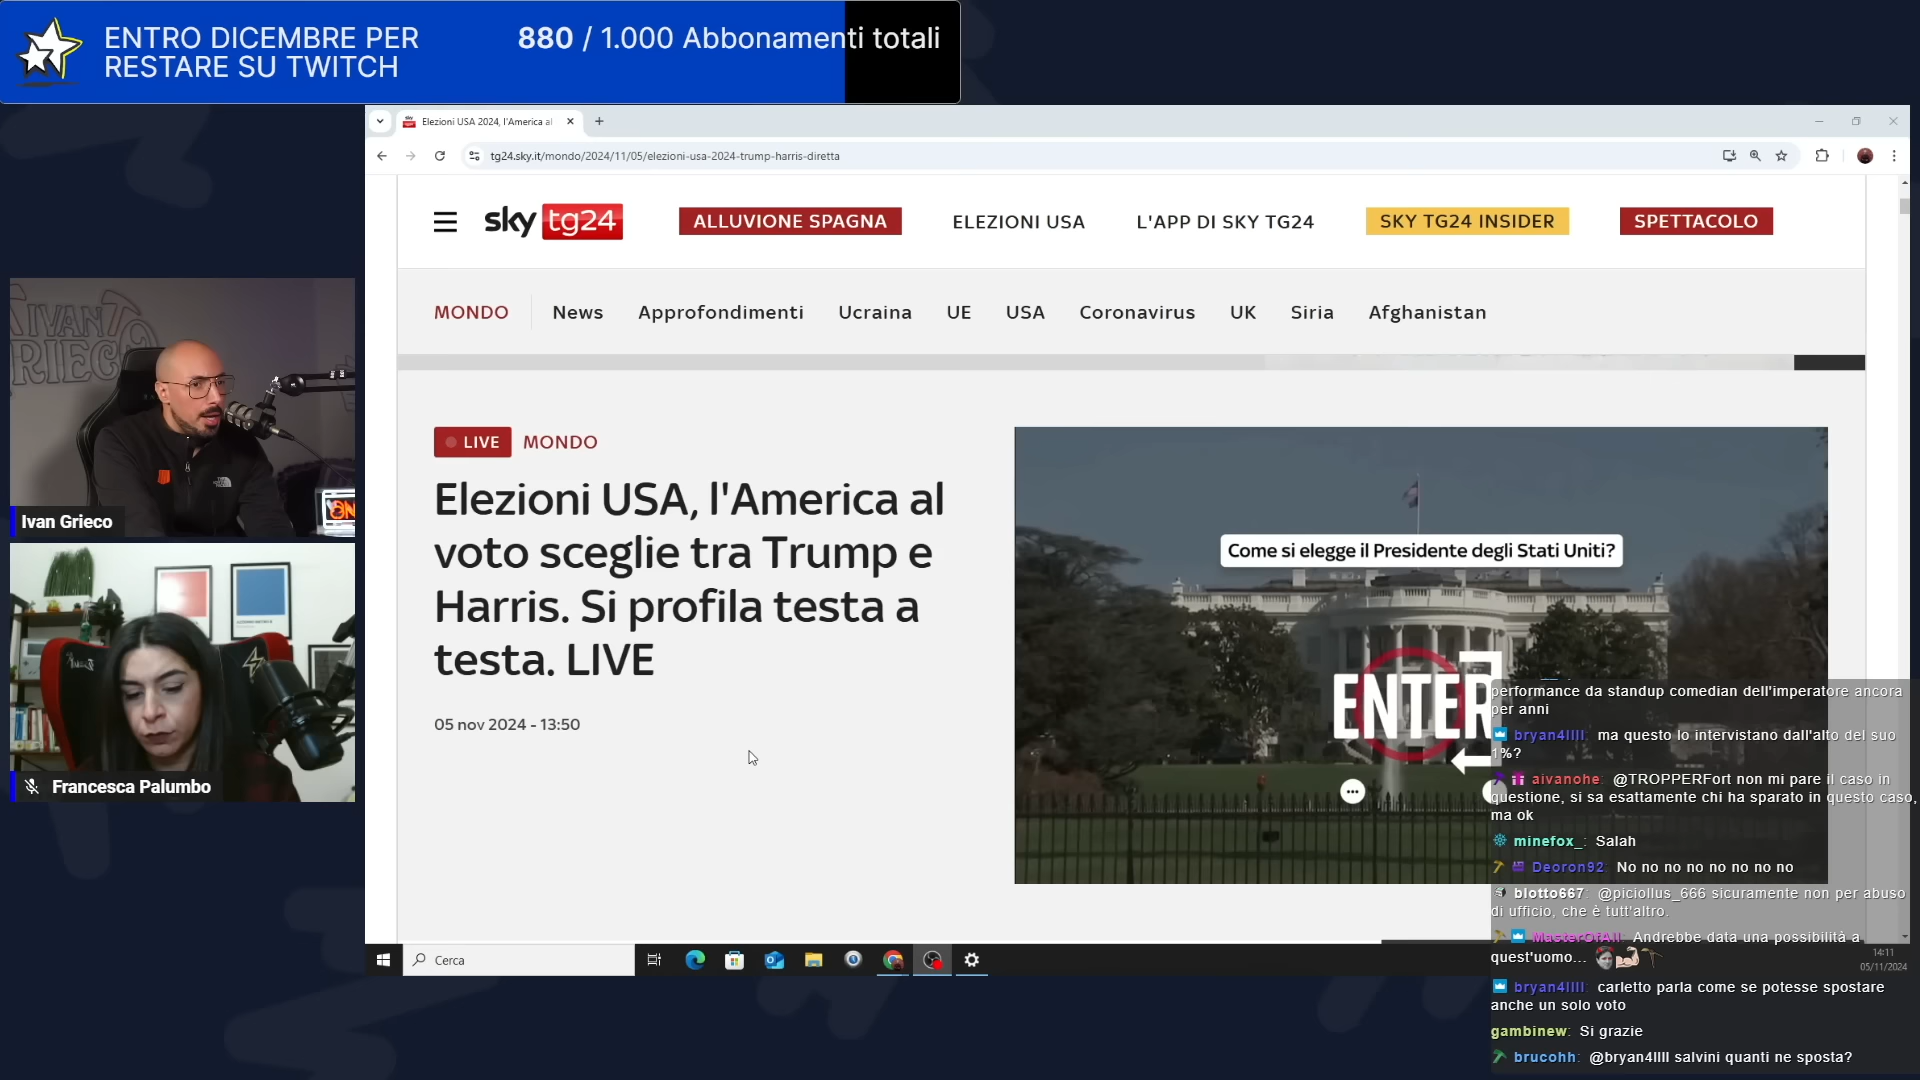 ENTRO DICEMBRE PER
RESTARE SU TWITCH
880 / 1.000 Abbonamenti totali
Elezioni USA 2024, l'America al
tg24.sky.it/mondo/2024/11/05/elezioni-usa-2024-trump-harris-diretta
sky tg24
ALLUVIONE SPAGNA
ELEZIONI USA
L'APP DI SKY TG24
SKY TG24 INSIDER
SPETTACOLO
MONDO
News
Approfondimenti
Ucraina
UE
USA
Coronavirus
UK
Siria
Afghanistan
LIVE
MONDO
Elezioni USA, l'America al
voto sceglie tra Trump e
Harris. Si profila testa a
testa. LIVE
05 nov 2024 - 13:50
Come si elegge il Presidente degli Stati Uniti?
ENTER
Ivan Grieco
Francesca Palumbo
performance da standup comedian dell'imperatore ancora
per anni
bryan4llll: ma questo lo intervistano dall'alto del suo
1%?
aivanohe: @TROPPERFort non mi pare il caso in
questione, si sa esattamente chi ha sparato in questo caso,
ma ok
minefox_: Salah
Deoron92: No no no no no no no no
blotto667: @piciollus_666 sicuramente non per abuso
di ufficio, che è tutt'altro.
MasterOfAll: Andrebbe data una possibilità a
quest'uomo...
bryan4llll: carletto parla come se potesse spostare
anche un solo voto
gambinew: Si grazie
brucohh: @bryan4llll salvini quanti ne sposta?
Cerca
14:11
05/11/2024